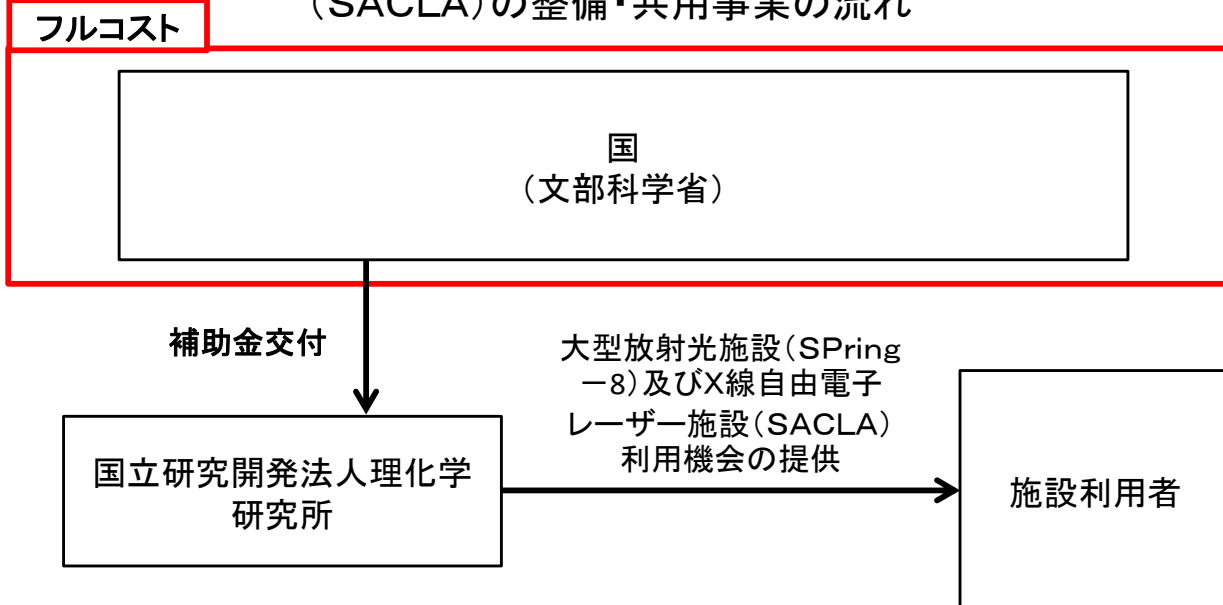 （SACLA）の整備・共用事業の流れ
フルコスト
国
（文部科学省）
補助金交付
大型放射光施設（SPring
－8）及びX線自由電子
レーザー施設（SACLA）
利用機会の提供
国立研究開発法人理化学
研究所
施設利用者